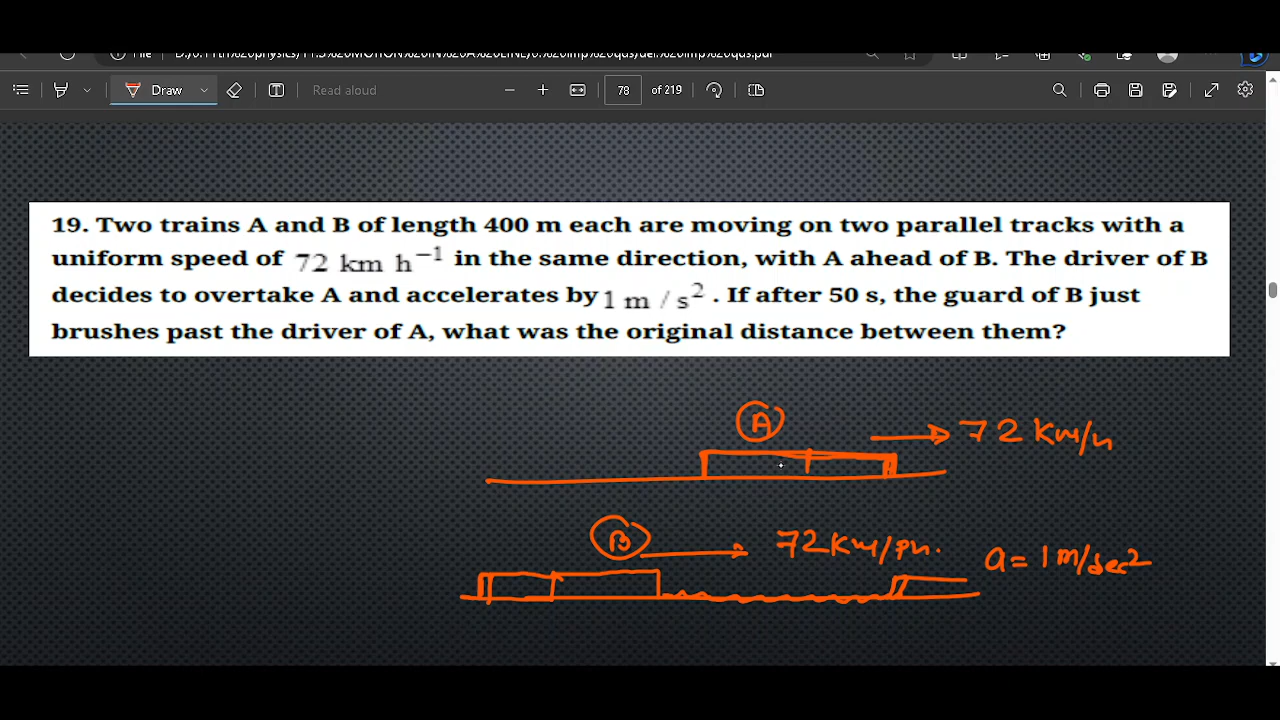 Draw
Read aloud
78 of 219
19. Two trains A and B of length 400 m each are moving on two parallel tracks with a
uniform speed of 72 km h⁻¹ in the same direction, with A ahead of B. The driver of B
decides to overtake A and accelerates by 1 m / s². If after 50 s, the guard of B just
brushes past the driver of A, what was the original distance between them?
A
72 Km/h
B
72 Km/ph.
a = 1 m/sec²